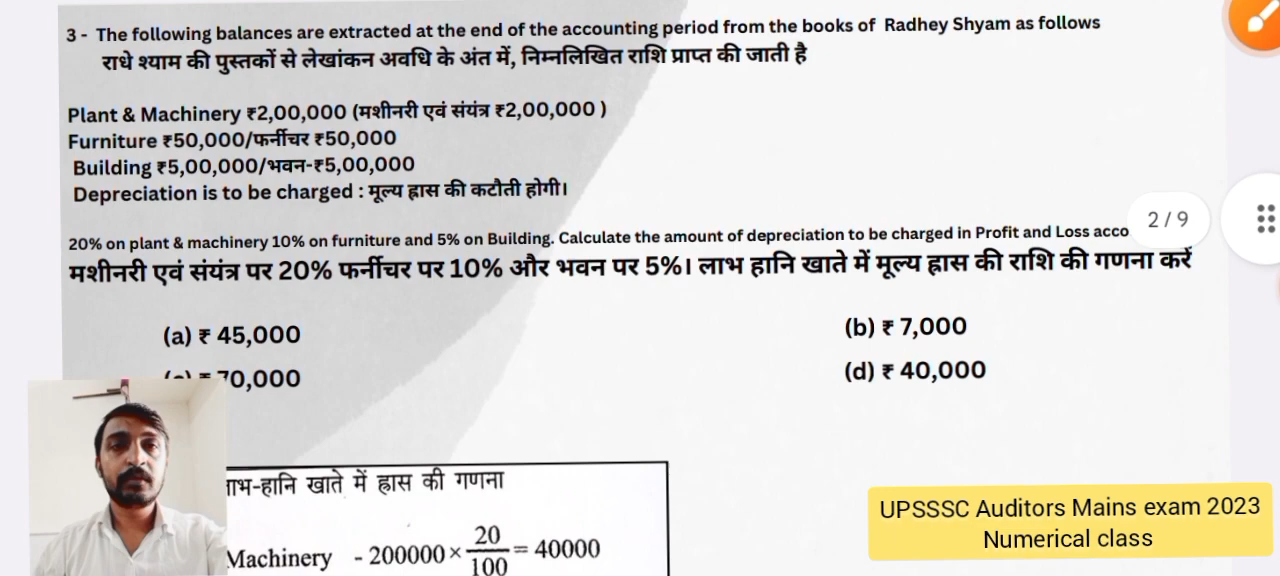 3 - The following balances are extracted at the end of the accounting period from the books of Radhey Shyam as follows
राधे श्याम की पुस्तकों से लेखांकन अवधि के अंत में, निम्नलिखित राशि प्राप्त की जाती है
Plant & Machinery ₹2,00,000 (मशीनरी एवं संयंत्र ₹2,00,000 )
Furniture ₹50,000/फर्नीचर ₹50,000
Building ₹5,00,000/भवन-₹5,00,000
Depreciation is to be charged : मूल्य ह्रास की कटौती होगी।
20% on plant & machinery 10% on furniture and 5% on Building. Calculate the amount of depreciation to be charged in Profit and Loss acco
2 / 9
मशीनरी एवं संयंत्र पर 20% फर्नीचर पर 10% और भवन पर 5%। लाभ हानि खाते में मूल्य ह्रास की राशि की गणना करें
(a) ₹ 45,000
(b) ₹ 7,000
70,000
(d) ₹ 40,000
हानि खाते में ह्रास की गणना
Machinery - 200000 × 20/100 = 40000
UPSSSC Auditors Mains exam 2023
Numerical class